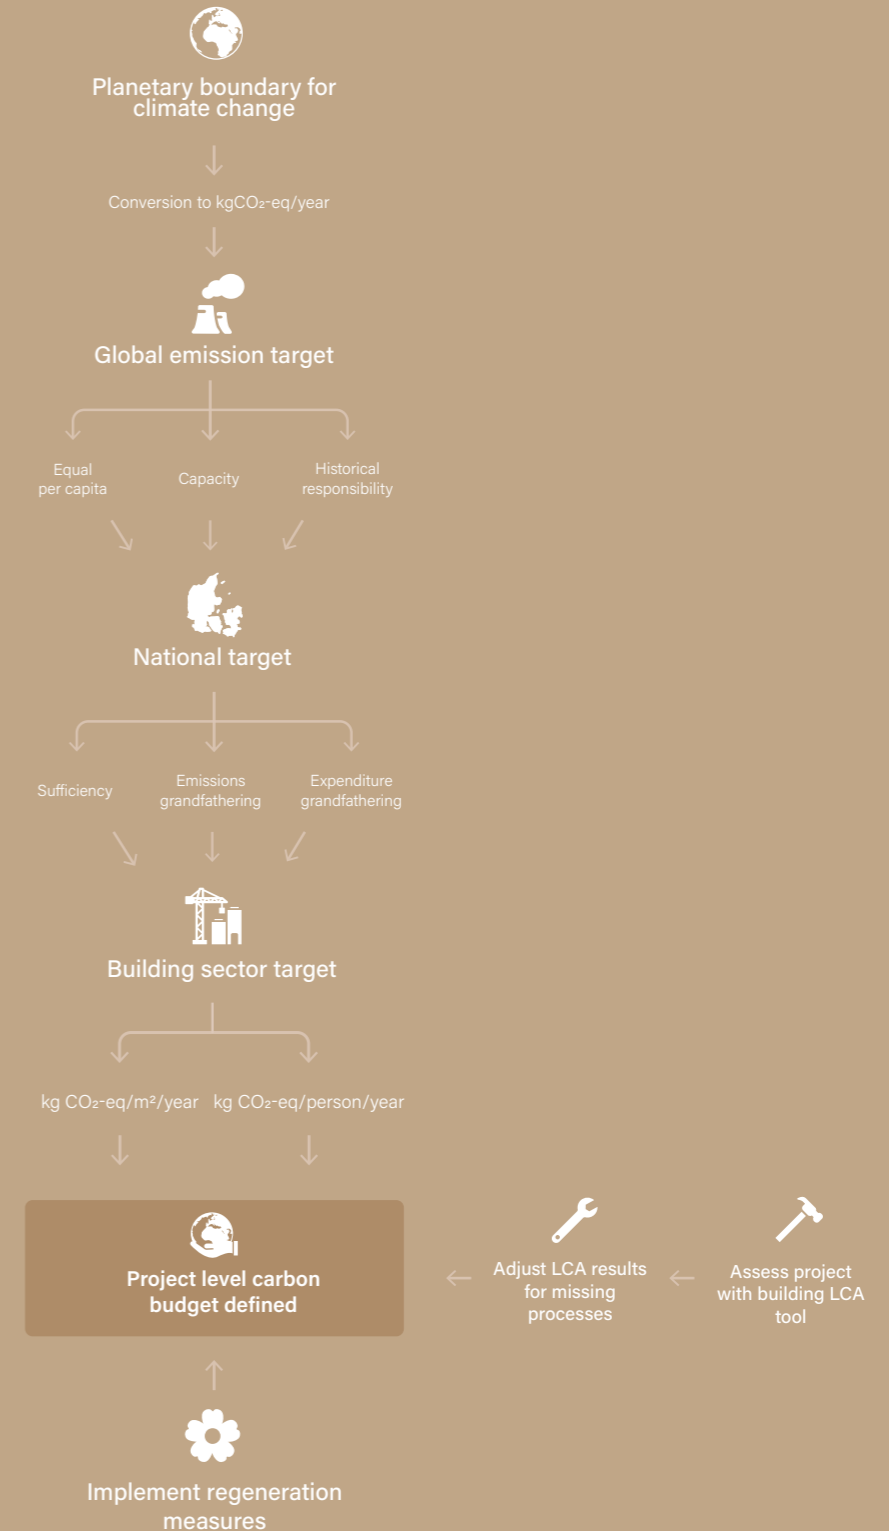 Planetary boundary for
climate change
Conversion to kgCO₂-eq/year
Global emission target
Equal
per capita
Capacity
Historical
responsibility
National target
Sufficiency
Emissions
grandfathering
Expenditure
grandfathering
Building sector target
kg CO₂-eq/m²/year
kg CO₂-eq/person/year
Project level carbon
budget defined
Adjust LCA results
for missing
processes
Assess project
with building LCA
tool
Implement regeneration
measures